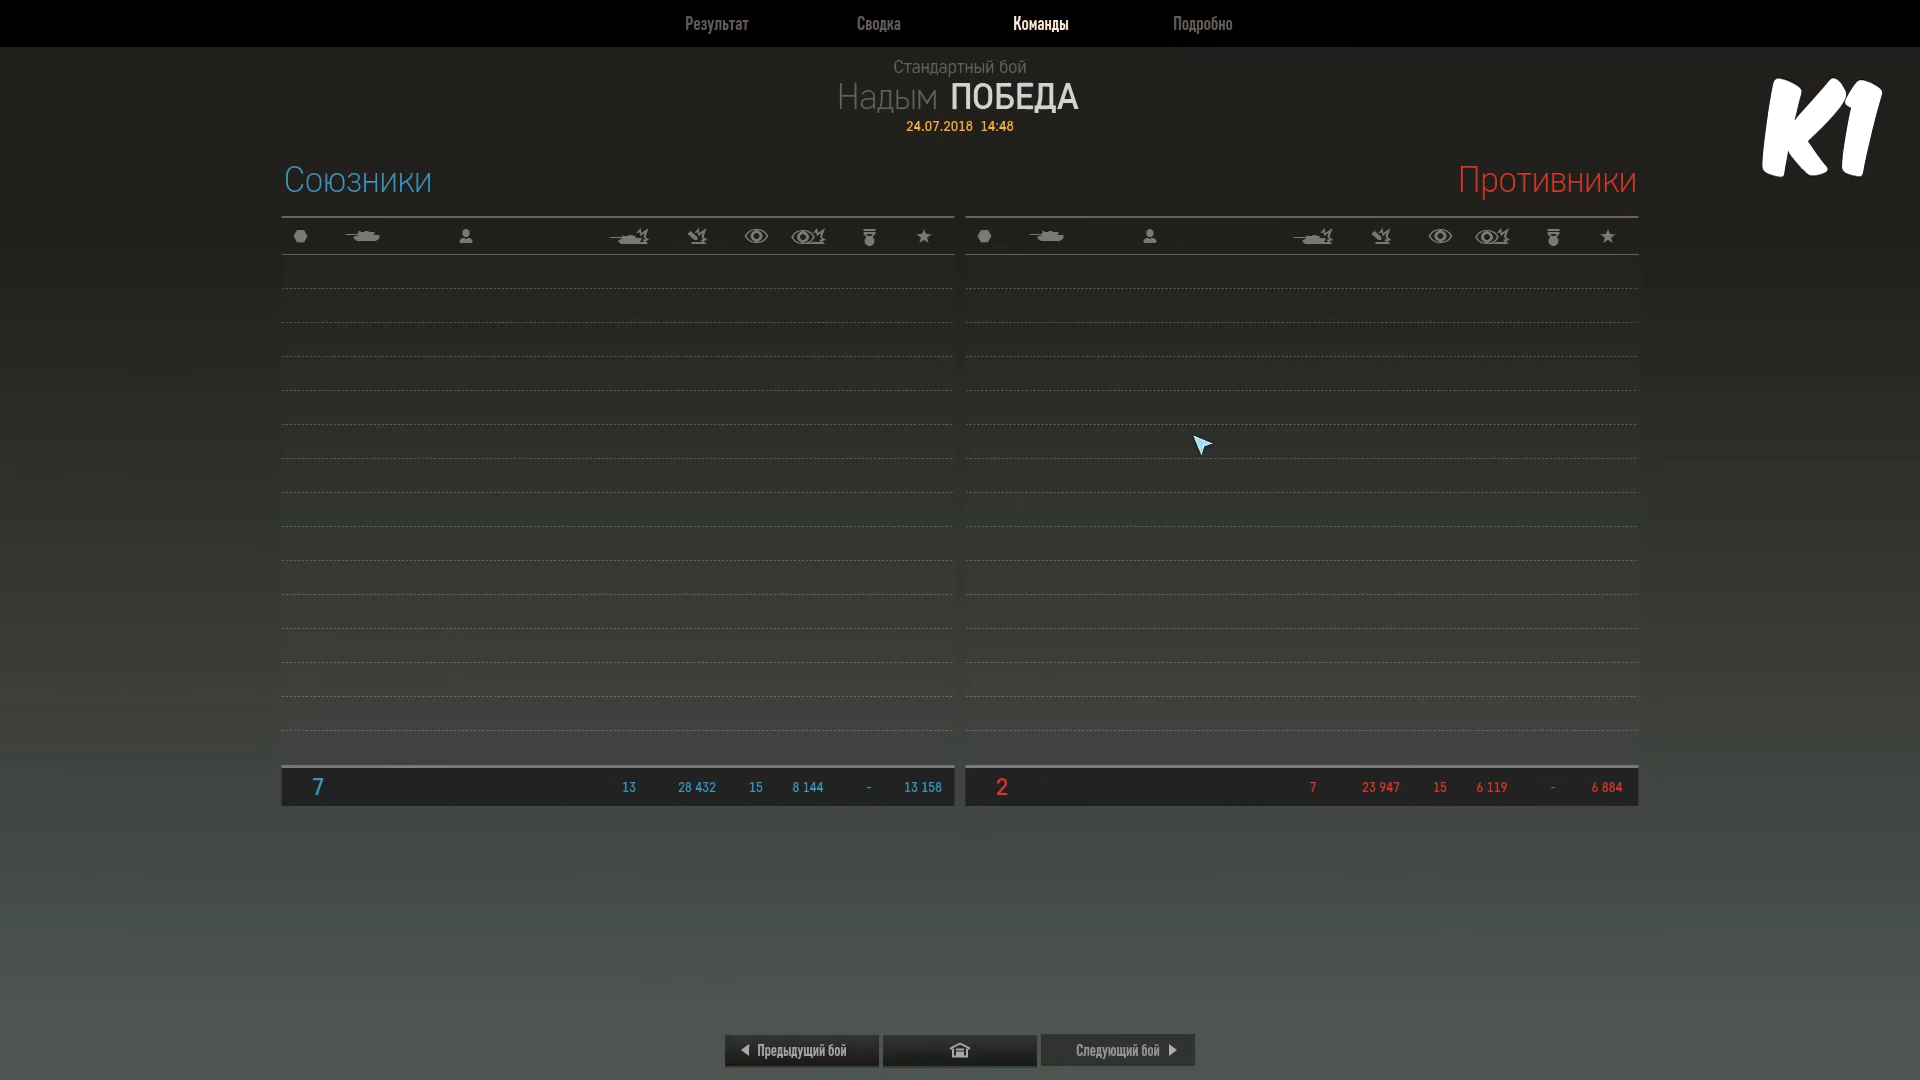 Результат Сводка Команды Подробно
Стандартный бой
Надым ПОБЕДА
24.07.2018 14:48
K1
Союзники Противники
7 13 28 432 15 8 144 - 13 158 2 7 23 947 15 6 119 - 6 884
Предыдущий бой Следующий бой